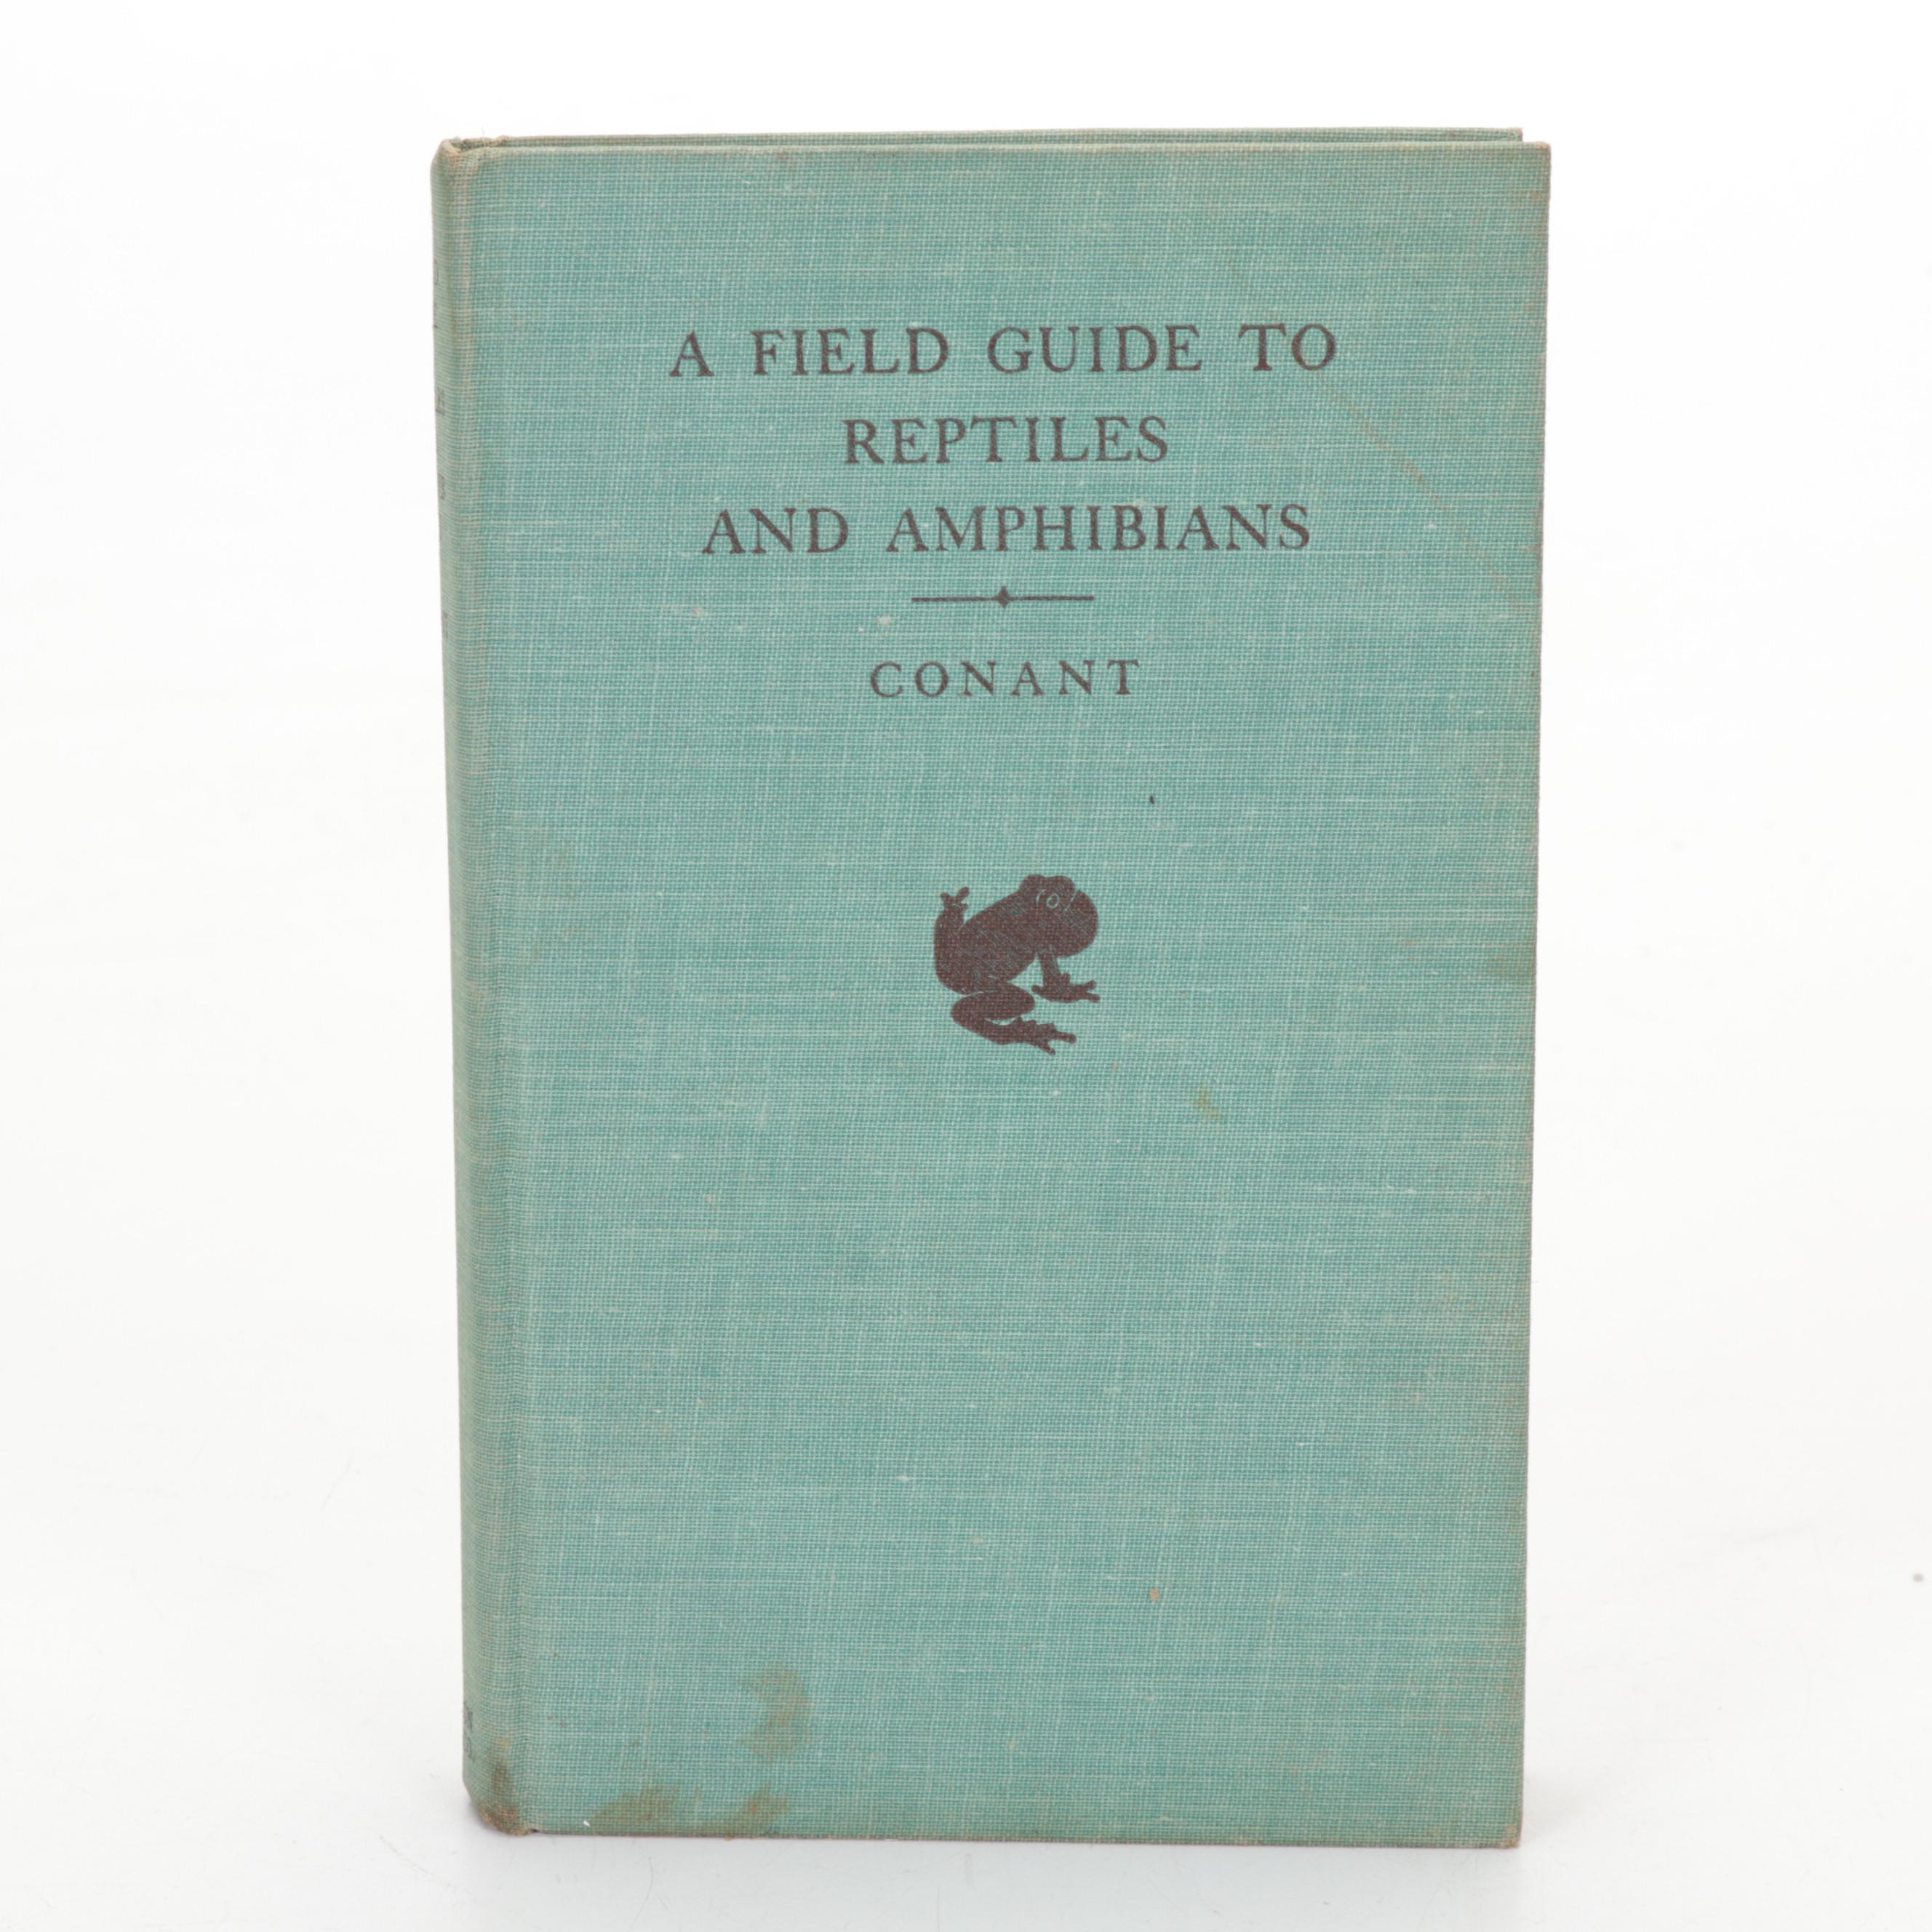 A FIELD GUIDE TO
REPTILES
AND AMPHIBIANS
CONANT